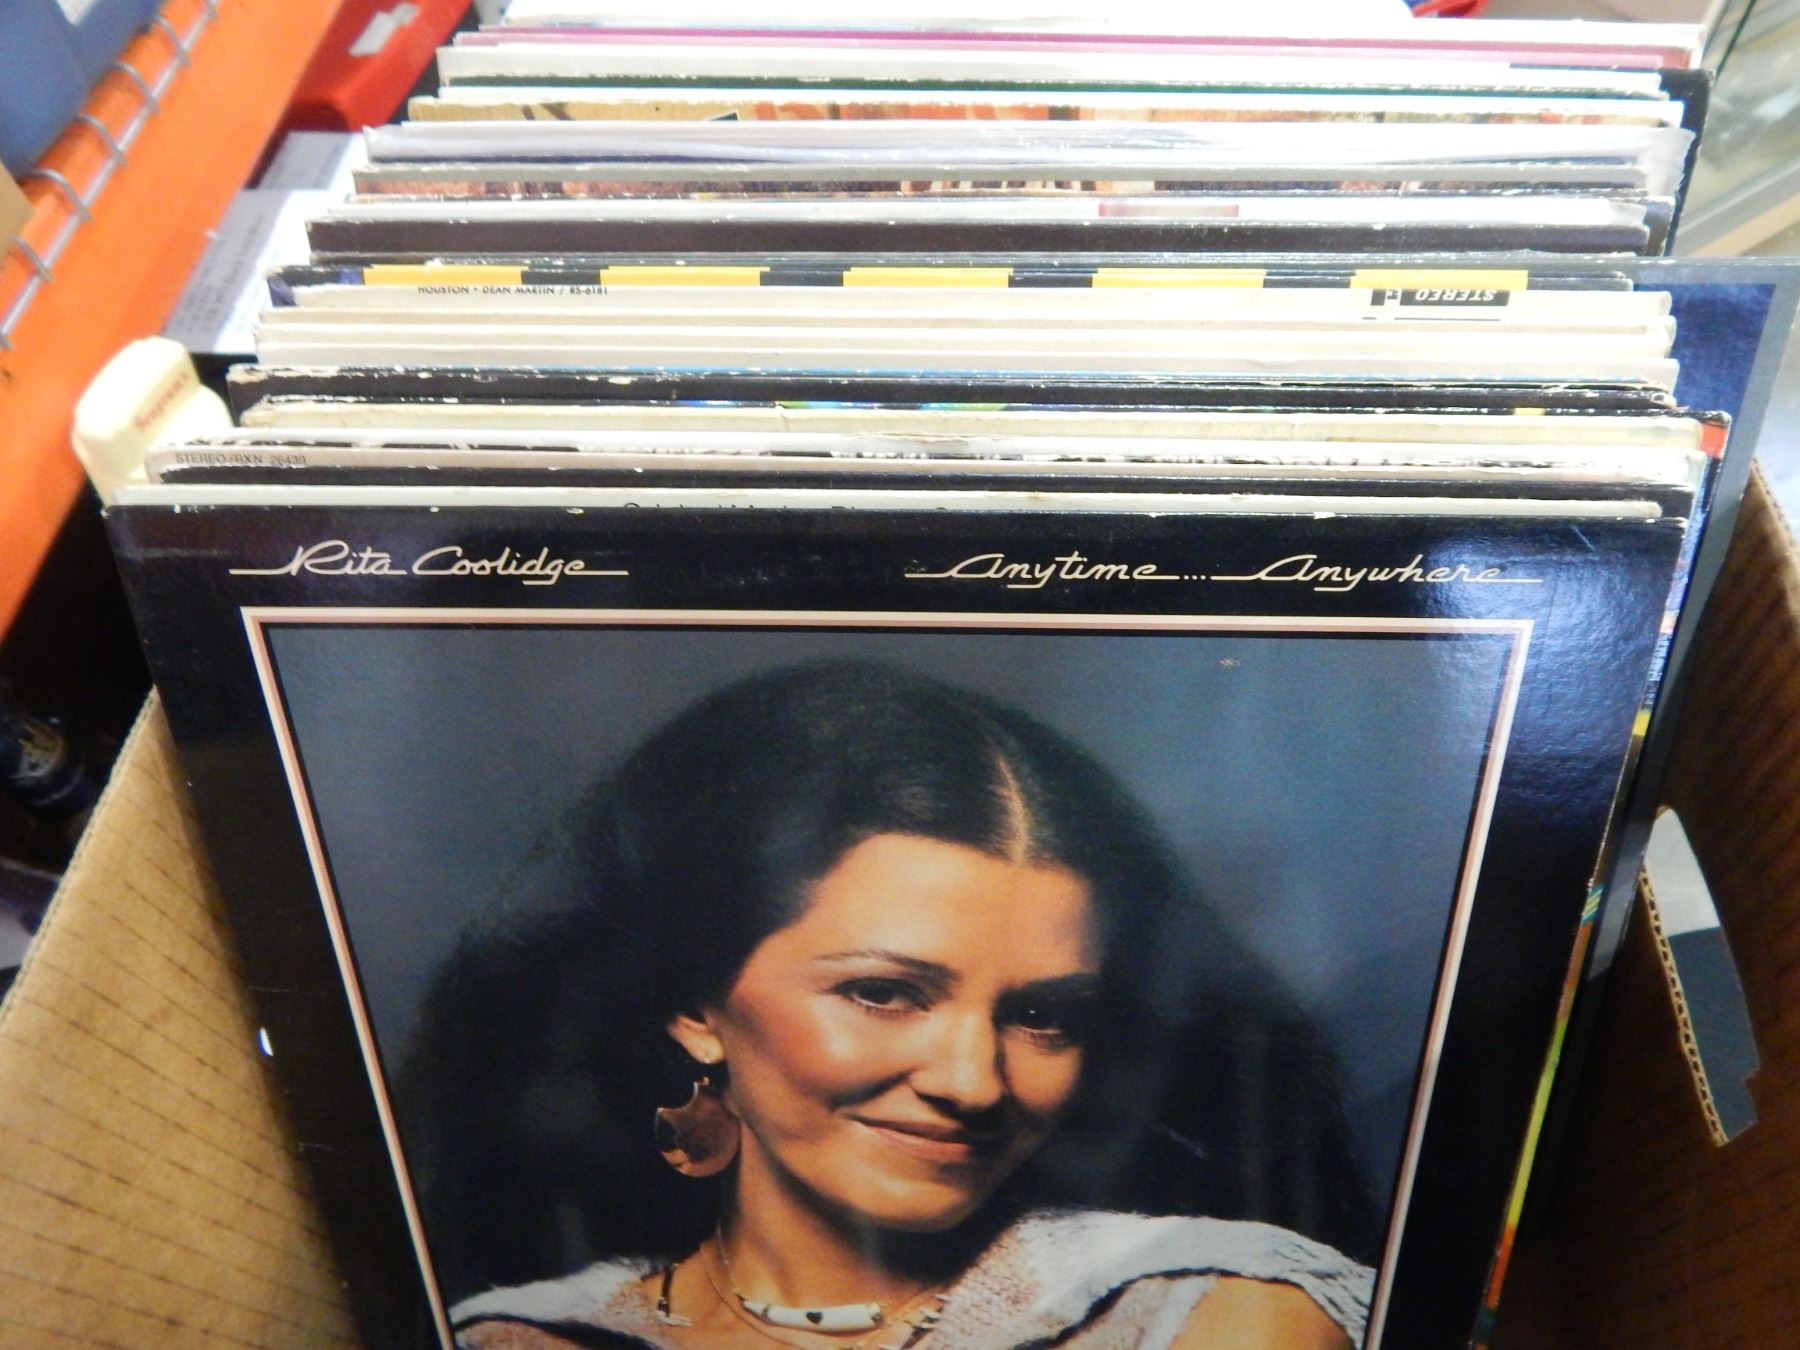 HOUSTON • DEAN MARTIN / RS-6181
STEREO
STEREO/BXN 26439
Rita Coolidge
Anytime...Anywhere